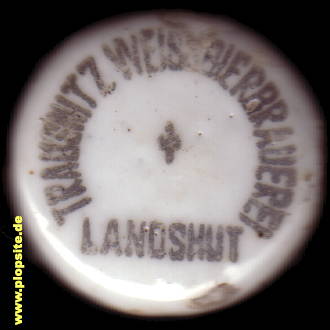 TRAUSNITZ WEISSBIERBRAUEREI
LANDSHUT
www.plopsite.de